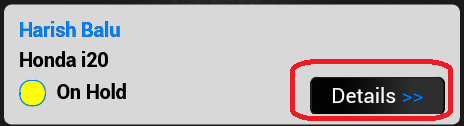 Harish Balu
Honda i20
On Hold
Details >>